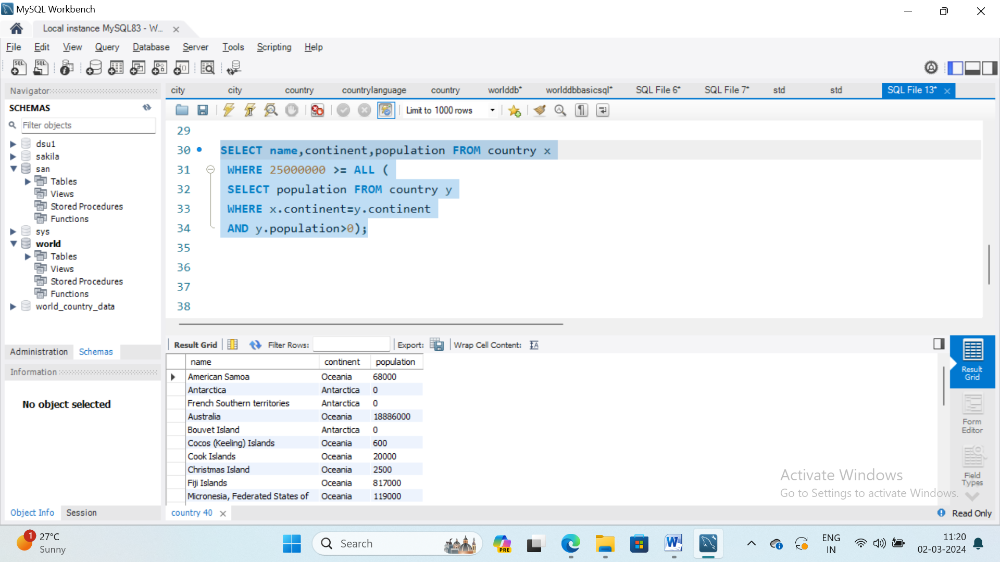 MySQL Workbench
Local instance MySQL83 - W...
File Edit View Query Database Server Tools Scripting Help
Navigator
city city country countrylanguage country worlddb* worlddbbasicsql* SQL File 6* SQL File 7* std std SQL File 13*
SCHEMAS
Limit to 1000 rows
Filter objects
dsu1
sakila
san
Tables
Views
Stored Procedures
Functions
sys
world
Tables
Views
Stored Procedures
Functions
world_country_data
Administration Schemas
Information
No object selected
Object Info Session
29
30 SELECT name,continent,population FROM country x
31 WHERE 25000000 >= ALL (
32 SELECT population FROM country y
33 WHERE x.continent=y.continent
34 AND y.population>0);
35
36
37
38
Result Grid Filter Rows: Export: Wrap Cell Content:
name continent population
American Samoa Oceania 68000
Antarctica Antarctica 0
French Southern territories Antarctica 0
Australia Oceania 18886000
Bouvet Island Antarctica 0
Cocos (Keeling) Islands Oceania 600
Cook Islands Oceania 20000
Christmas Island Oceania 2500
Fiji Islands Oceania 817000
Micronesia, Federated States of Oceania 119000
Result
Grid
Form
Editor
Field
Types
Activate Windows
Go to Settings to activate Windows.
country 40
Read Only
1
27°C
Sunny
Search
PRE
ENG
IN
11:20
02-03-2024